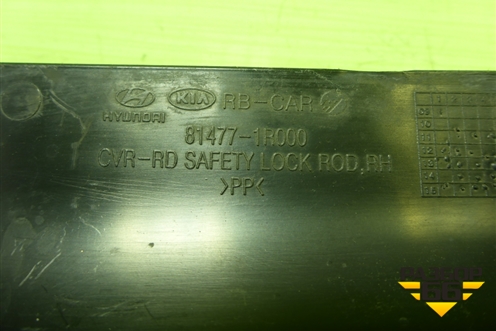 KIA RB-CAR
HYUNDAI
81477-1R000
CVR-RD SAFETY LOCK ROD,RH
>PP<